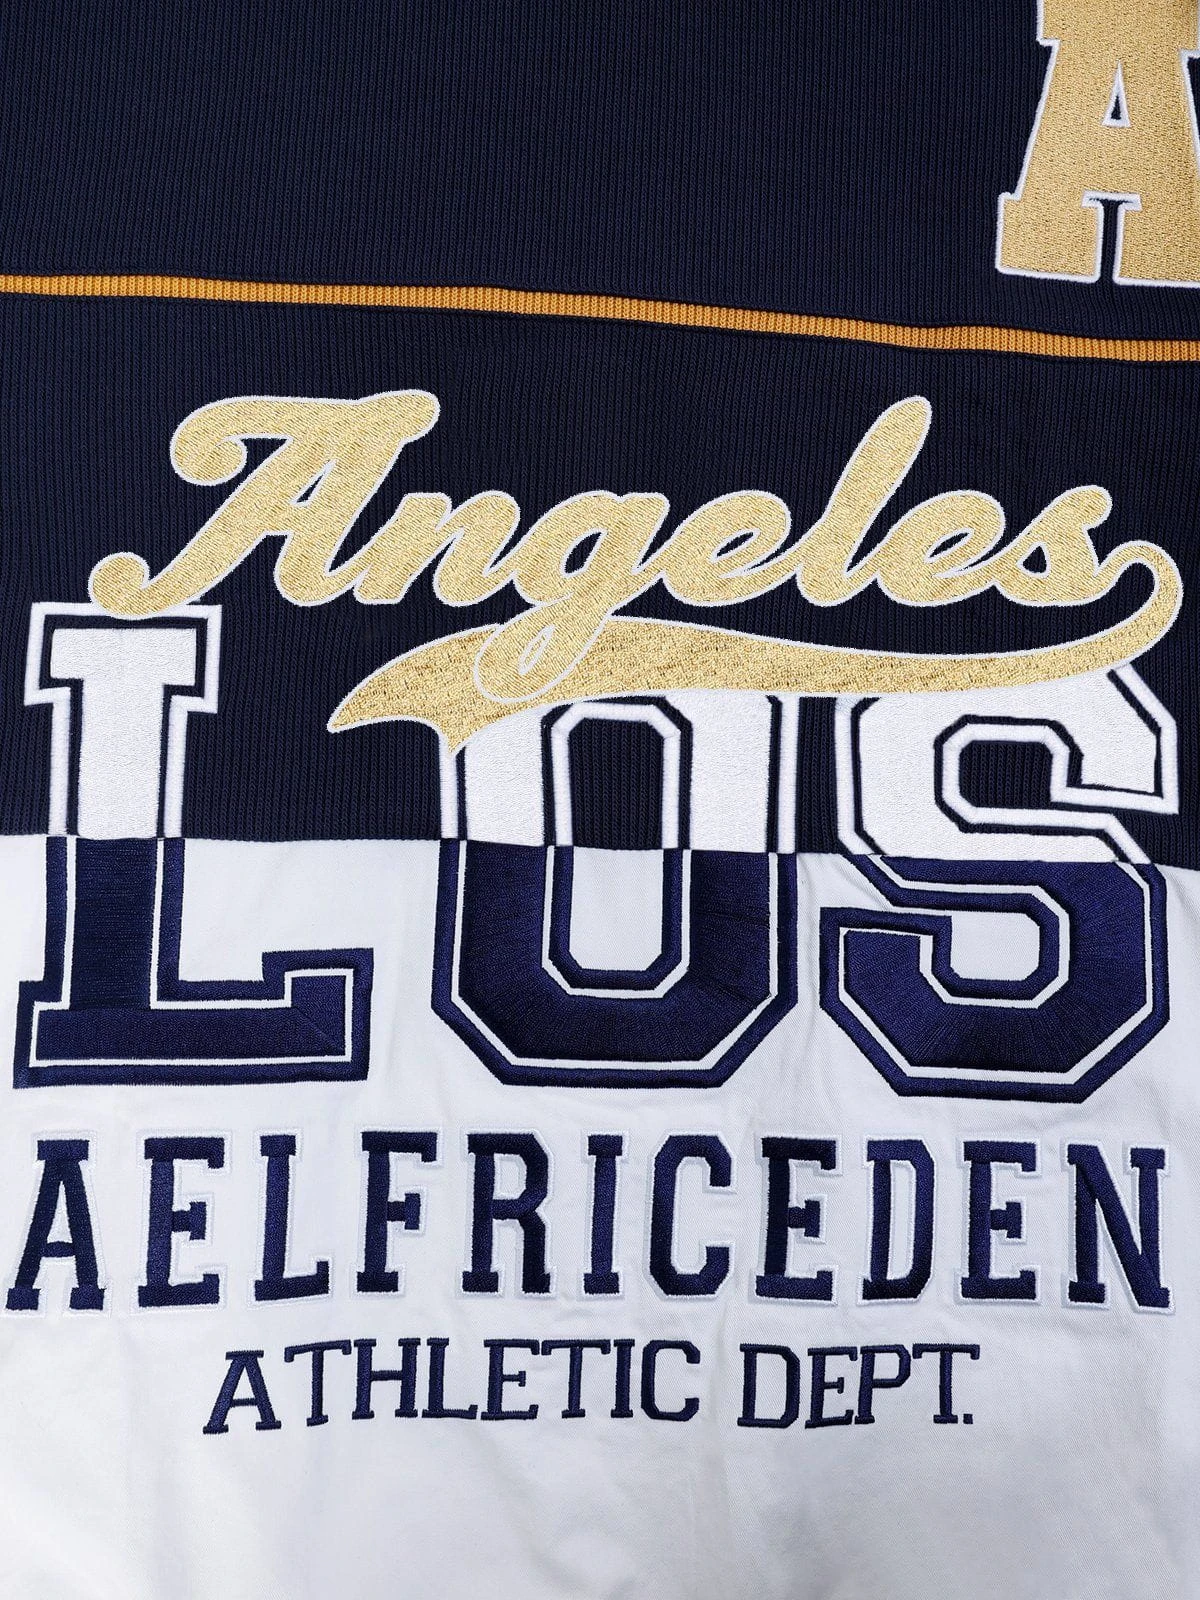 A
Angeles
LOS
AELFRICEDEN
ATHLETIC DEPT.